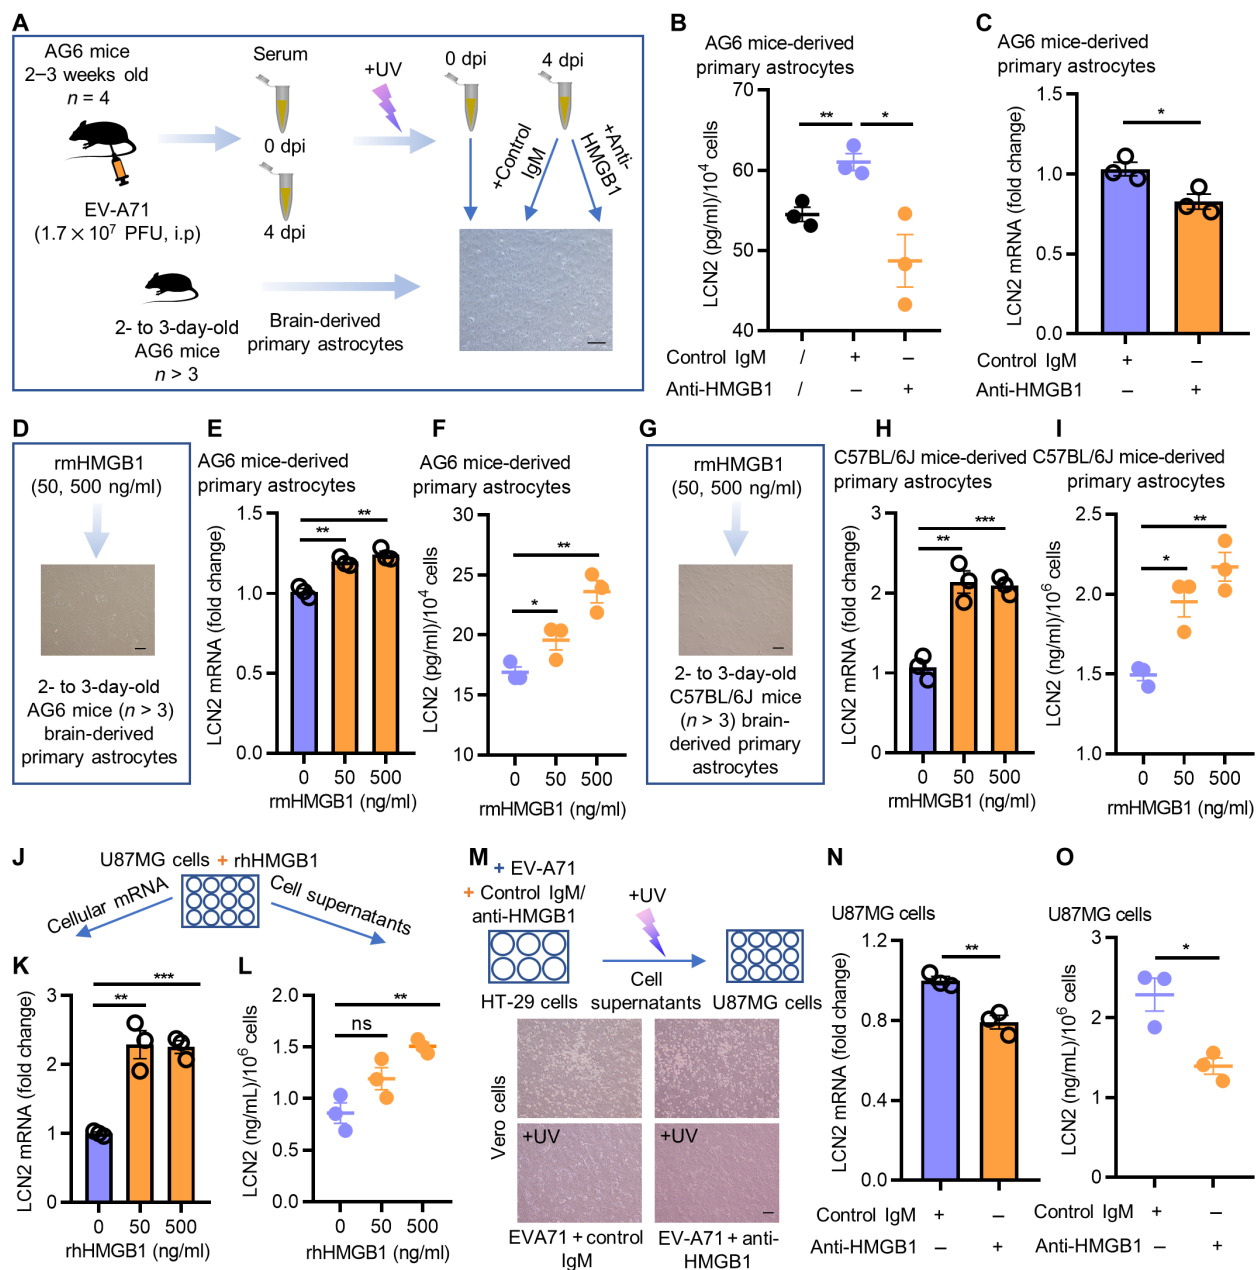 A
AG6 mice
2–3 weeks old
n = 4
EV-A71
(1.7 × 10⁷ PFU, i.p)
Serum
0 dpi
4 dpi
+UV
0 dpi
4 dpi
+Control
IgM
+Anti-
HMGB1
2- to 3-day-old
AG6 mice
n > 3
Brain-derived
primary astrocytes
B
AG6 mice-derived
primary astrocytes
LCN2 (pg/ml)/10⁴ cells
70
60
50
40
** *
Control IgM / + –
Anti-HMGB1 / – +
C
AG6 mice-derived
primary astrocytes
LCN2 mRNA (fold change)
1.5
1.0
0.5
0.0
*
Control IgM + –
Anti-HMGB1 – +
D
rmHMGB1
(50, 500 ng/ml)
2- to 3-day-old
AG6 mice (n > 3)
brain-derived
primary astrocytes
E
AG6 mice-derived
primary astrocytes
LCN2 mRNA (fold change)
1.5
1.0
0.5
0.0
**
**
0 50 500
rmHMGB1 (ng/ml)
F
AG6 mice-derived
primary astrocytes
LCN2 (pg/ml)/10⁴ cells
30
25
20
15
10
**
*
0 50 500
rmHMGB1 (ng/ml)
G
rmHMGB1
(50, 500 ng/ml)
2- to 3-day-old
C57BL/6J mice
(n > 3) brain-
derived primary
astrocytes
H
C57BL/6J mice-derived
primary astrocytes
LCN2 mRNA (fold change)
3
2
1
0
***
**
0 50 500
rmHMGB1 (ng/ml)
I
C57BL/6J mice-derived
primary astrocytes
LCN2 (ng/ml)/10⁶ cells
2.5
2.0
1.5
1.0
**
*
0 50 500
rmHMGB1 (ng/ml)
J
U87MG cells + rhHMGB1
Cellular mRNA
Cell supernatants
K
LCN2 mRNA (fold change)
3
2
1
0
***
**
0 50 500
rhHMGB1 (ng/ml)
L
LCN2 (ng/mL)/10⁶ cells
2.0
1.5
1.0
0.5
0.0
**
ns
0 50 500
rhHMGB1 (ng/ml)
M
+ EV-A71
+ Control IgM/
anti-HMGB1
HT-29 cells
+UV
Cell
supernatants
U87MG cells
Vero cells
+UV
+UV
EVA71 + control
IgM
EV-A71 + anti-
HMGB1
N
U87MG cells
LCN2 mRNA (fold change)
1.2
0.8
0.4
0.0
**
Control IgM + –
Anti-HMGB1 – +
O
U87MG cells
LCN2 (ng/mL)/10⁶ cells
3
2
1
0
*
Control IgM + –
Anti-HMGB1 – +